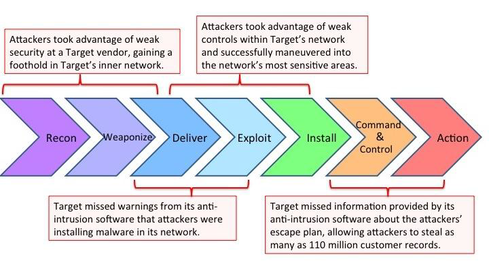 Attackers took advantage of weak
security at a Target vendor, gaining a
foothold in Target's inner network.
Attackers took advantage of weak
controls within Target's network
and successfully maneuvered into
the network's most sensitive areas.
Recon
Weaponize
Deliver
Exploit
Install
Command
&
Control
Action
Target missed warnings from its anti-
intrusion software that attackers were
installing malware in its network.
Target missed information provided by its
anti-intrusion software about the attackers'
escape plan, allowing attackers to steal as
many as 110 million customer records.